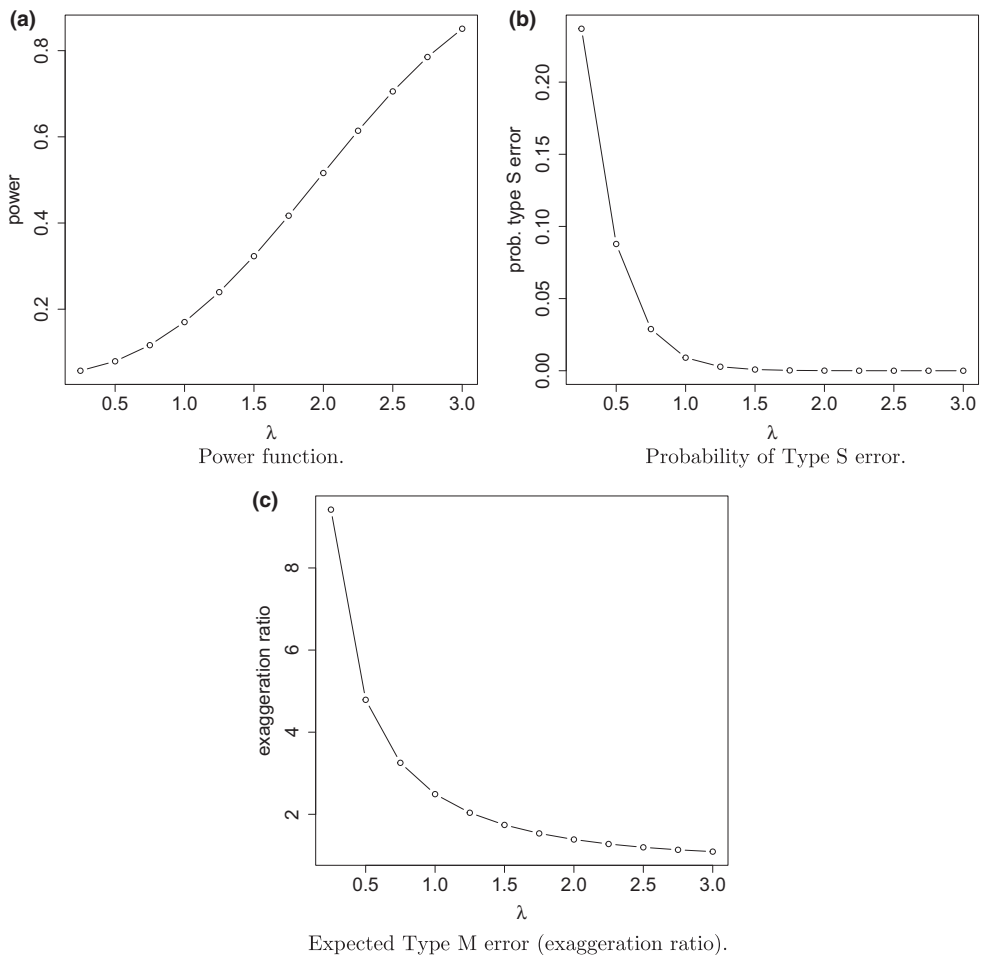 (a)
power
0.2 0.4 0.6 0.8
0.5 1.0 1.5 2.0 2.5 3.0
λ
Power function.
(b)
prob. type S error
0.00 0.05 0.10 0.15 0.20
0.5 1.0 1.5 2.0 2.5 3.0
λ
Probability of Type S error.
(c)
exaggeration ratio
2 4 6 8
0.5 1.0 1.5 2.0 2.5 3.0
λ
Expected Type M error (exaggeration ratio).